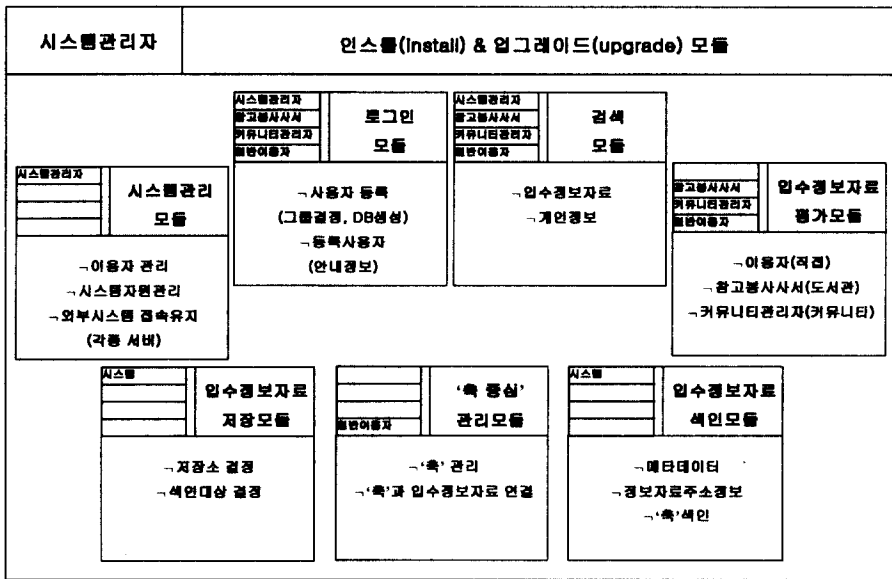 시스템관리자
인스톨(install) & 업그레이드(upgrade) 모듈
시스템관리자
참고봉사사서
커뮤니티관리자
일반이용자
로그인
모듈
¬사용자 등록
(그룹결정, DB생성)
¬등록사용자
(안내정보)
시스템관리자
참고봉사사서
커뮤니티관리자
일반이용자
검색
모듈
¬입수정보자료
¬개인정보
시스템관리자
시스템관리
모듈
¬이용자 관리
¬시스템자원관리
¬외부시스템 접속유지
(각종 서버)
참고봉사사서
커뮤니티관리자
일반이용자
입수정보자료
평가모듈
¬이용자(직접)
¬참고봉사사서(도서관)
¬커뮤니티관리자(커뮤니타)
시스템
입수정보자료
저장모듈
¬저장소 결정
¬색인대상 결정
일반이용자
‘축 중심’
관리모듈
¬‘축’ 관리
¬‘축’과 입수정보자료 연결
시스템
입수정보자료
색인모듈
¬메타데이터
¬정보자료주소정보
¬‘축’색인